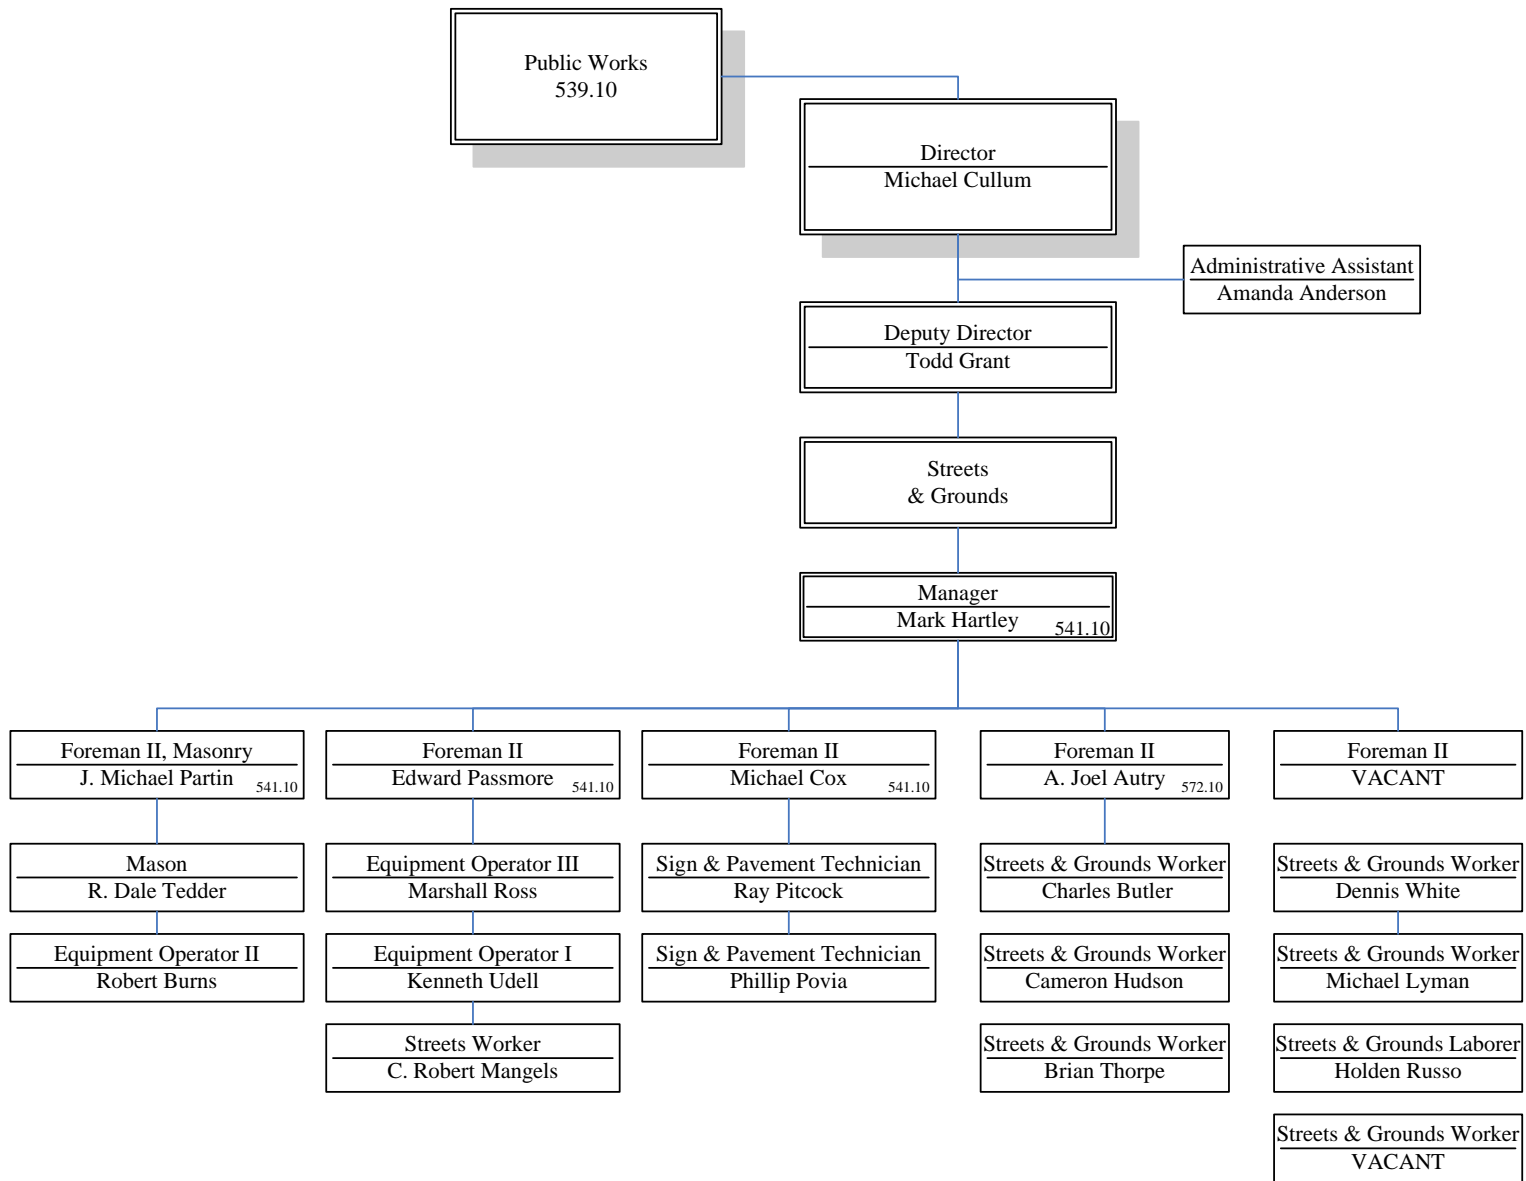 Public Works
539.10
Director
Michael Cullum
Administrative Assistant
Amanda Anderson
Deputy Director
Todd Grant
Streets
& Grounds
Manager
Mark Hartley
541.10
Foreman II, Masonry
J. Michael Partin
541.10
Foreman II
Edward Passmore
541.10
Foreman II
Michael Cox
541.10
Foreman II
A. Joel Autry
572.10
Foreman II
VACANT
Mason
R. Dale Tedder
Equipment Operator III
Marshall Ross
Sign & Pavement Technician
Ray Pitcock
Streets & Grounds Worker
Charles Butler
Streets & Grounds Worker
Dennis White
Equipment Operator II
Robert Burns
Equipment Operator I
Kenneth Udell
Sign & Pavement Technician
Phillip Povia
Streets & Grounds Worker
Cameron Hudson
Streets & Grounds Worker
Michael Lyman
Streets Worker
C. Robert Mangels
Streets & Grounds Worker
Brian Thorpe
Streets & Grounds Laborer
Holden Russo
Streets & Grounds Worker
VACANT